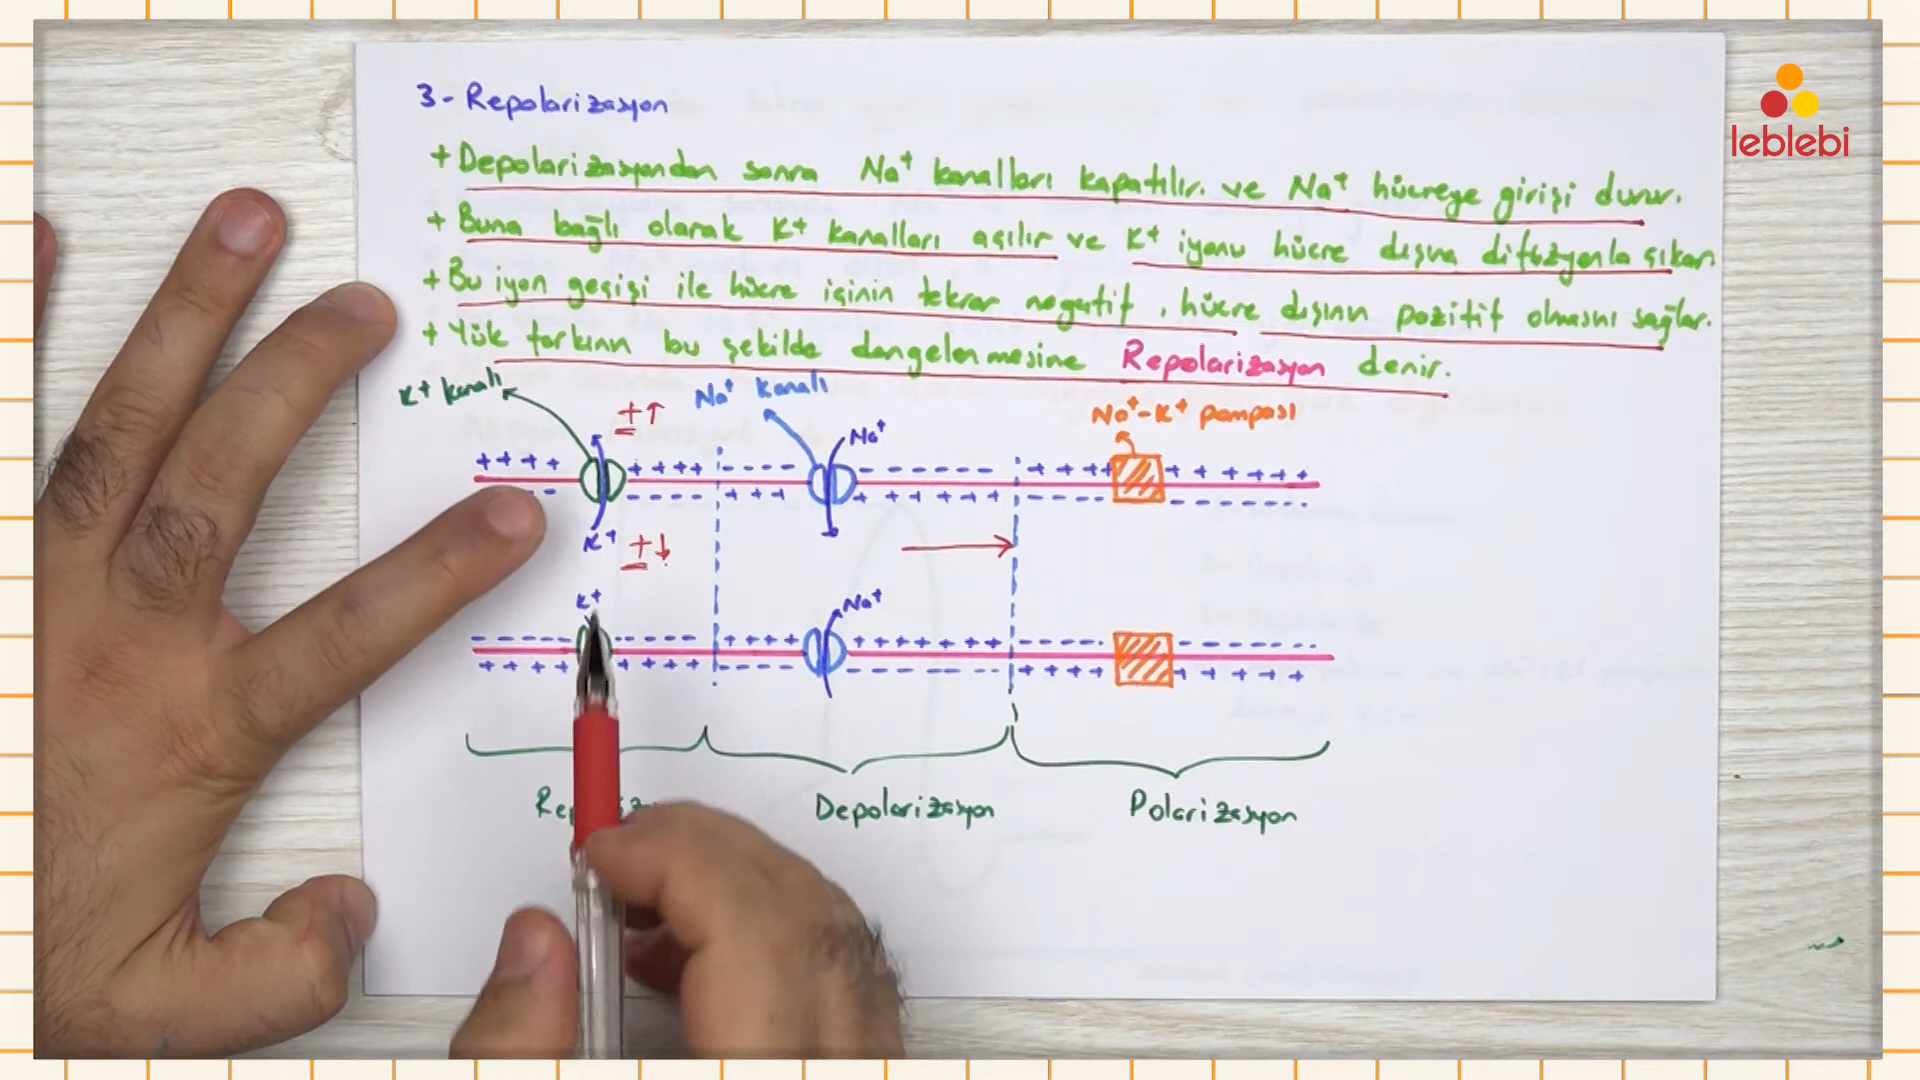 leblebi
3- Repolarizasyon
+ Depolarizasyondan sonra Na⁺ kanalları kapatılır. ve Na⁺ hücreye girişi durur.
+ Buna bağlı olarak K⁺ kanalları açılır ve K⁺ iyonu hücre dışına difüzyonla çıkar.
+ Bu iyon geçişi ile hücre içinin tekrar negatif, hücre dışının pozitif olmasını sağlar.
+ Yük farkının bu şekilde dengelenmesine Repolarizasyon denir.
K⁺ kanalı
+↑
Na⁺ kanalı
Na⁺
Na⁺-K⁺ pompası
++++ ++++ ---- ---- ------- ++++ ++++++
-- ---- +++ ++++++ ---- ------
K⁺ +↓
K⁺
Na⁺
----- ----- ++++ +++++++ ---- ------
++++ ++++ ---- ------ ++++ +++++
Depolarizasyon
Polarizasyon